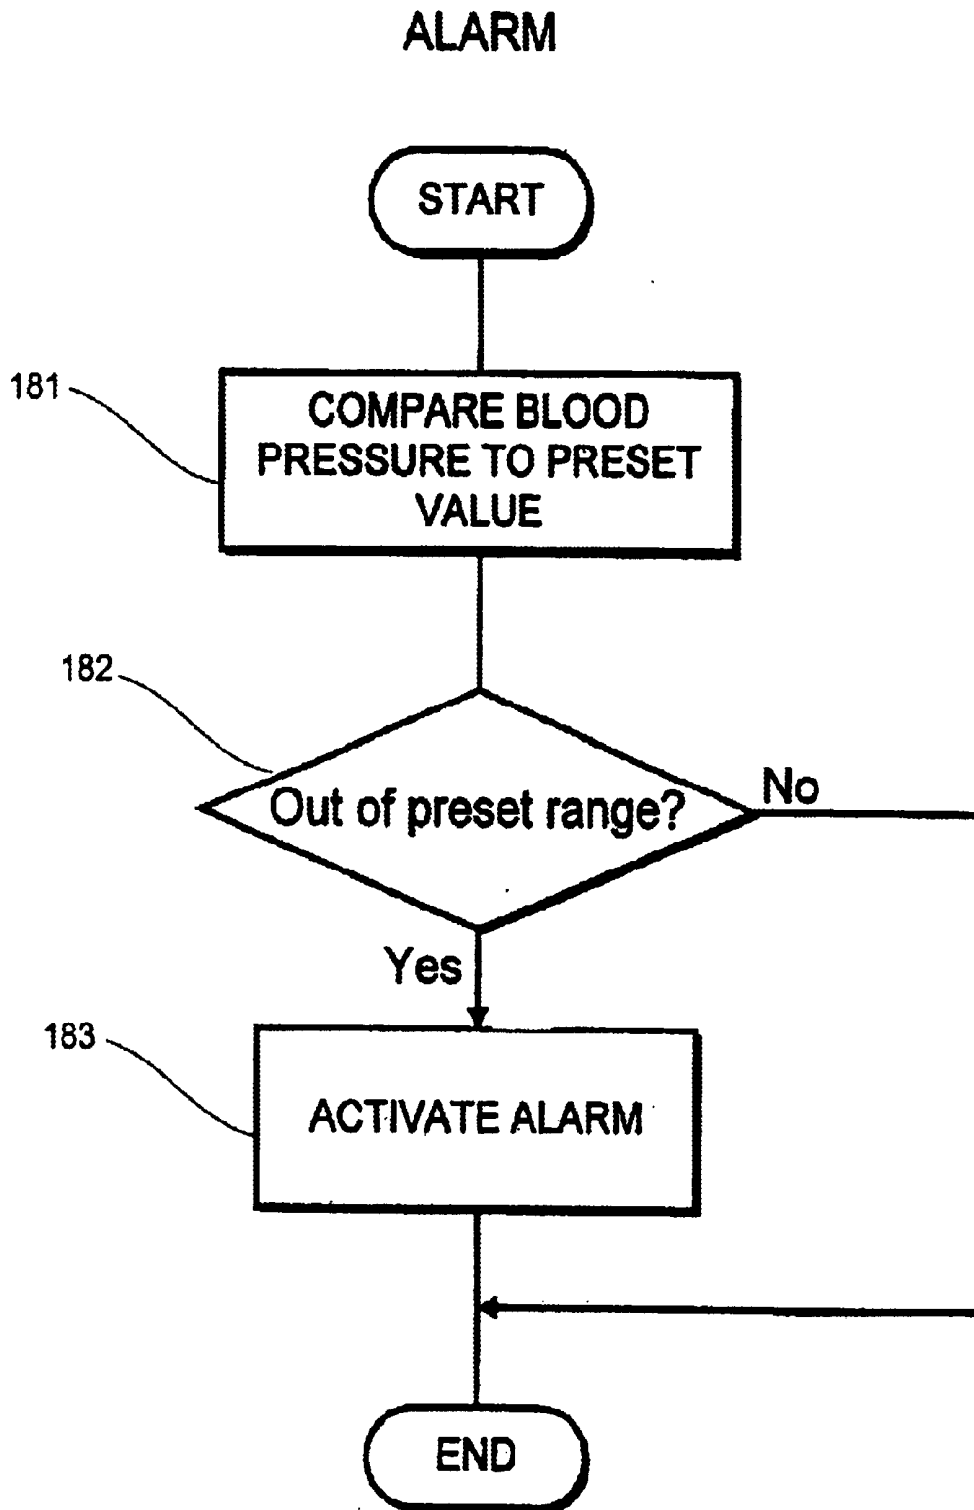 ALARM
START
181
COMPARE BLOOD
PRESSURE TO PRESET
VALUE
182
Out of preset range?
No
Yes
183
ACTIVATE ALARM
END